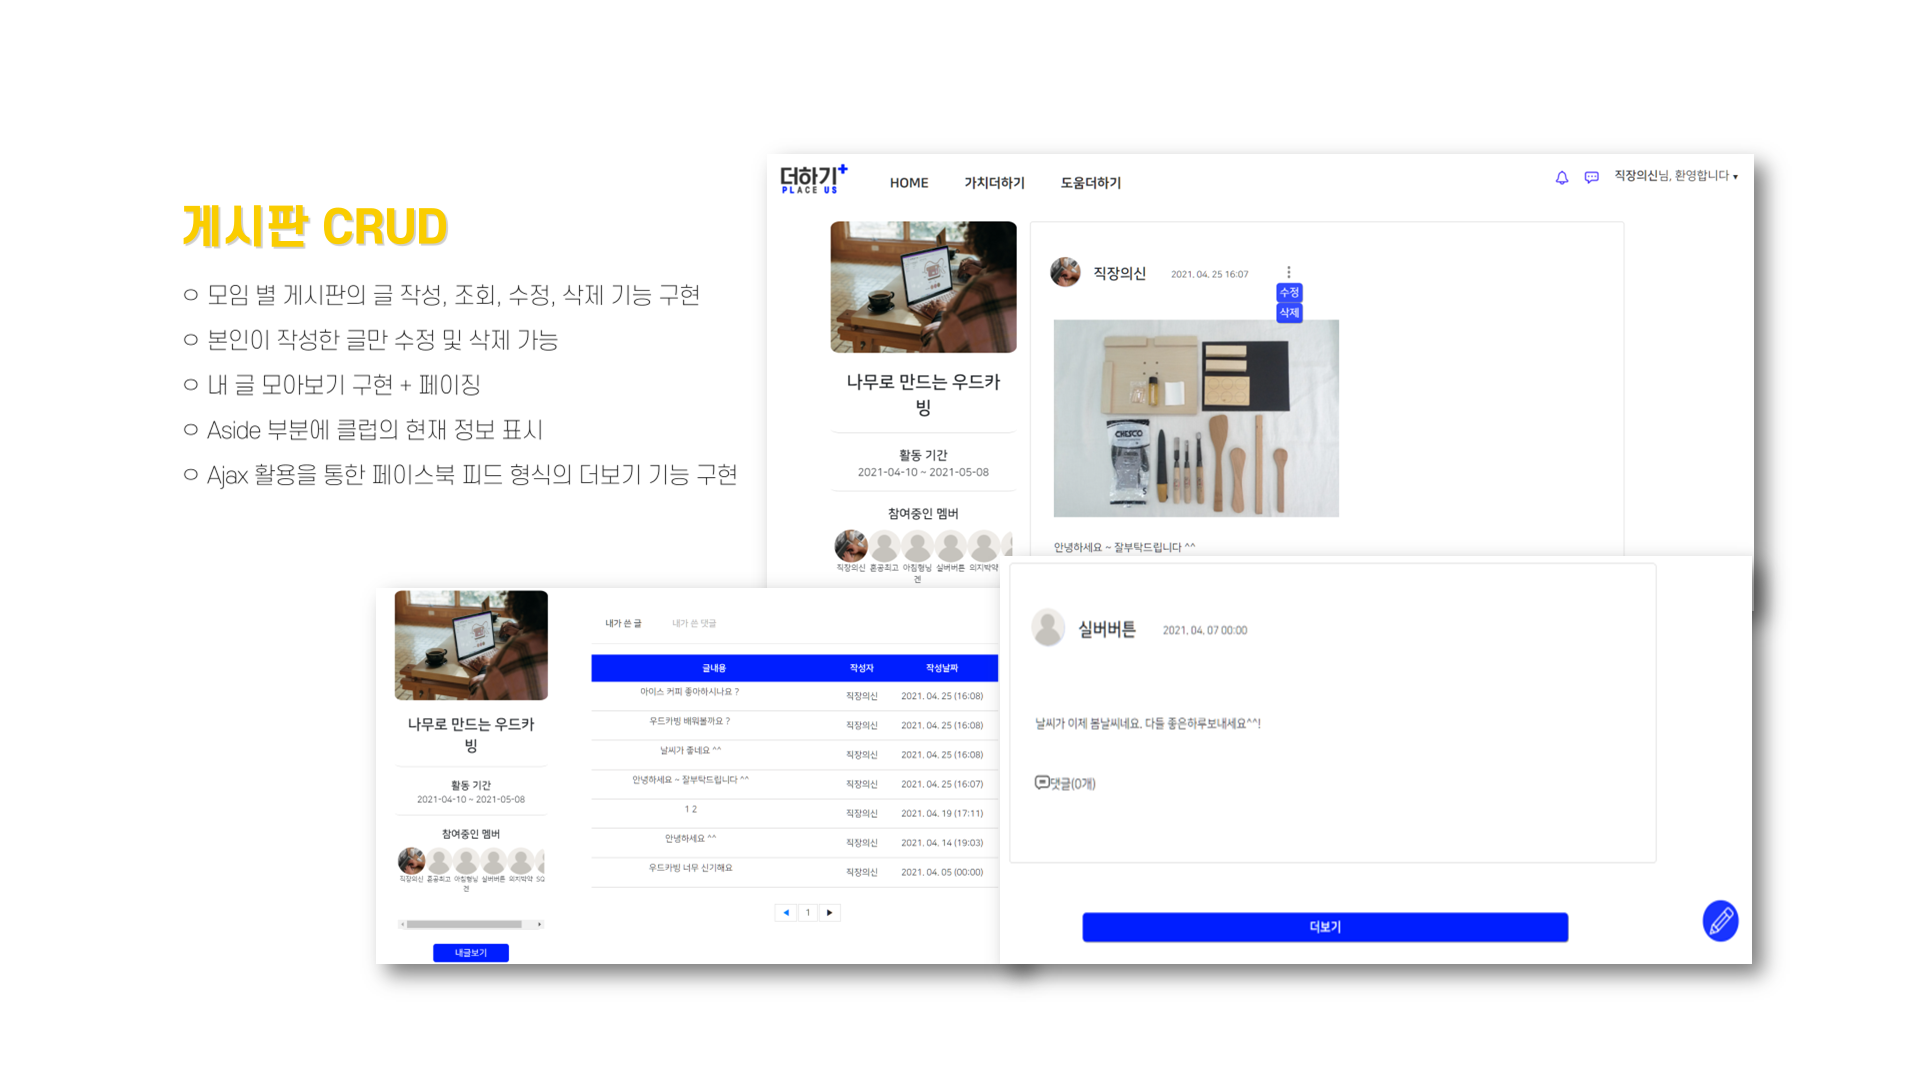 게시판 CRUD
ㅇ 모임 별 게시판의 글 작성, 조회, 수정, 삭제 기능 구현
ㅇ 본인이 작성한 글만 수정 및 삭제 가능
ㅇ 내 글 모아보기 구현 + 페이징
ㅇ Aside 부분에 클럽의 현재 정보 표시
ㅇ Ajax 활용을 통한 페이스북 피드 형식의 더보기 기능 구현
더하기+
PLACE US
HOME 가치더하기 도움더하기
직장의신님, 환영합니다 ▾
나무로 만드는 우드카
빙
활동 기간
2021-04-10 ~ 2021-05-08
참여중인 멤버
직장의신 혼공최고 아침형닝 실버버튼 의지박약
겐
직장의신 2021. 04. 25 16:07
수정
삭제
CHESCO
안녕하세요 ~ 잘부탁드립니다 ^^
나무로 만드는 우드카
빙
활동 기간
2021-04-10 ~ 2021-05-08
참여중인 멤버
직장의신 혼공최고 아침형닝 실버버튼 의지박약 SQ
겐
내글보기
내가 쓴 글 내가 쓴 댓글
글내용 작성자 작성날짜
아이스 커피 좋아하시나요 ? 직장의신 2021. 04. 25 (16:08)
우드카빙 배워볼까요 ? 직장의신 2021. 04. 25 (16:08)
날씨가 좋네요 ^^ 직장의신 2021. 04. 25 (16:08)
안녕하세요 ~ 잘부탁드립니다 ^^ 직장의신 2021. 04. 25 (16:07)
1 2 직장의신 2021. 04. 19 (17:11)
안녕하세요 ^^ 직장의신 2021. 04. 14 (19:03)
우드카빙 너무 신기해요 직장의신 2021. 04. 05 (00:00)
◀ 1 ▶
실버버튼 2021. 04. 07 00:00
날씨가 이제 봄날씨네요. 다들 좋은하루보내세요^^!
댓글(0개)
더보기